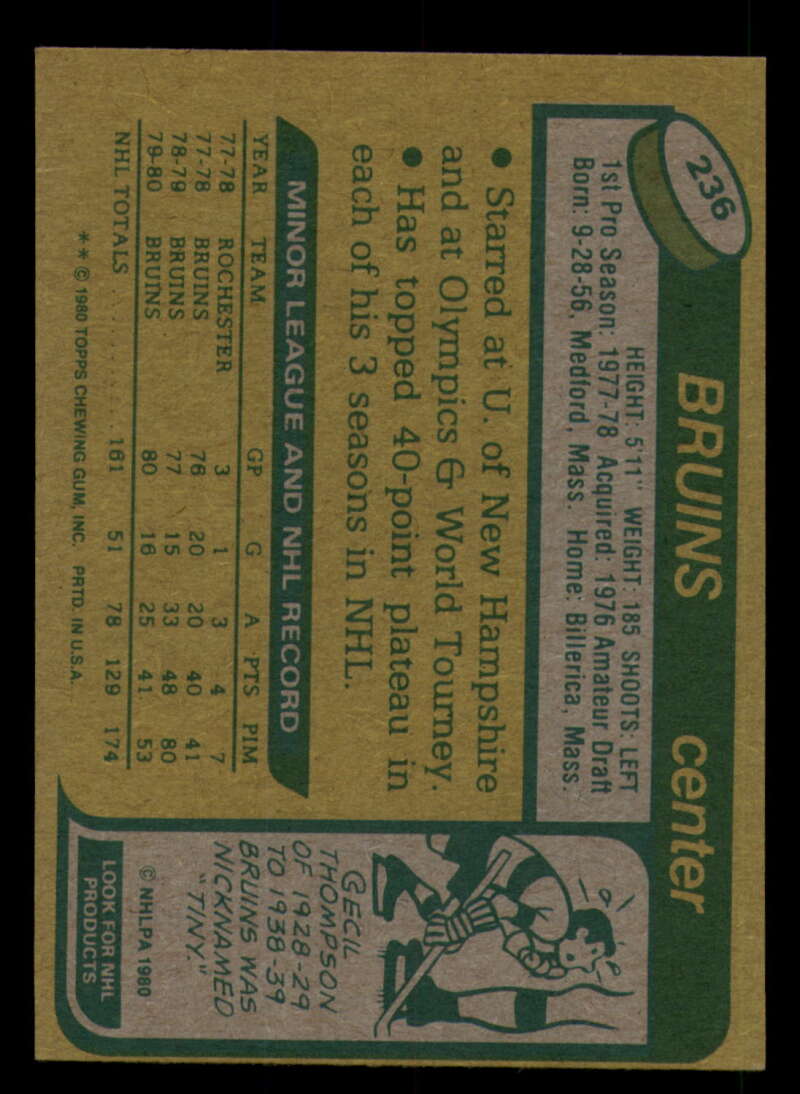 236
BRUINS center
HEIGHT: 5'11" WEIGHT: 185 SHOOTS: LEFT
1st Pro Season: 1977-78 Acquired: 1976 Amateur Draft
Born: 9-28-56, Medford, Mass. Home: Billerica, Mass.
• Starred at U. of New Hampshire
and at Olympics & World Tourney.
• Has topped 40-point plateau in
each of his 3 seasons in NHL.
MINOR LEAGUE AND NHL RECORD
YEAR TEAM GP G A PTS PIM
77-78 ROCHESTER 3 1 3 4 7
77-78 BRUINS 76 20 20 40 41
78-79 BRUINS 77 15 33 48 80
79-80 BRUINS 80 16 25 41 53
NHL TOTALS ............... 161 51 78 129 174
**© 1980 TOPPS CHEWING GUM, INC. PRTD. IN U.S.A.
CECIL
THOMPSON
OF 1928-29
TO 1938-39
BRUINS WAS
NICKNAMED
"TINY."
© NHLPA 1980
LOOK FOR NHL
PRODUCTS